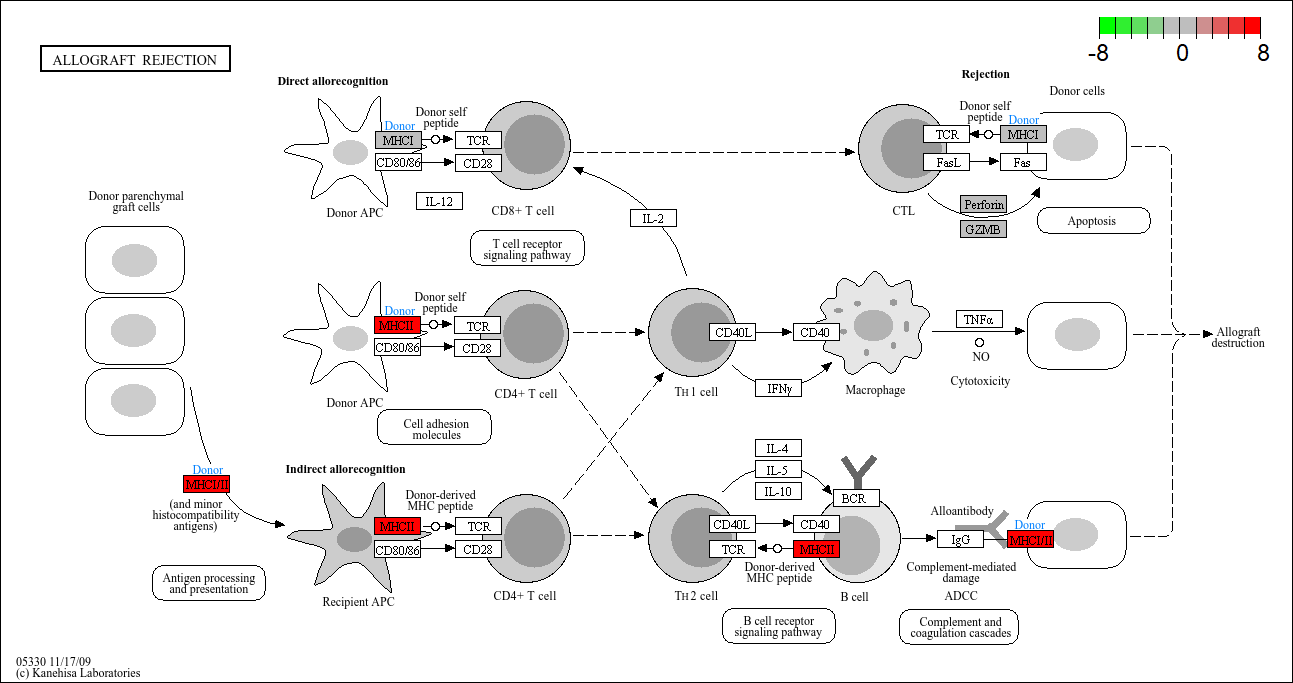 ALLOGRAFT REJECTION
-8
0
8
Direct allorecognition
Donor
Donor self
peptide
MHCI
TCR
CD80/86
CD28
IL-12
Donor APC
CD8+ T cell
T cell receptor
signaling pathway
IL-2
Rejection
Donor cells
Donor self
peptide
Donor
TCR
MHCI
FasL
Fas
Perforin
GZMB
CTL
Apoptosis
Donor parenchymal
graft cells
Donor
Donor self
peptide
MHCII
TCR
CD80/86
CD28
Donor APC
CD4+ T cell
Cell adhesion
molecules
CD40L
CD40
IFNγ
TH1 cell
Macrophage
TNFα
NO
Cytotoxicity
Allograft
destruction
Donor
MHCI/II
(and minor
histocompatibility
antigens)
Antigen processing
and presentation
Indirect allorecognition
Donor-derived
MHC peptide
MHCII
TCR
CD80/86
CD28
Recipient APC
CD4+ T cell
IL-4
IL-5
IL-10
BCR
CD40L
CD40
TCR
MHCII
Donor-derived
MHC peptide
TH2 cell
B cell
B cell receptor
signaling pathway
Alloantibody
IgG
Donor
MHCI/II
Complement-mediated
damage
ADCC
Complement and
coagulation cascades
05330 11/17/09
(c) Kanehisa Laboratories